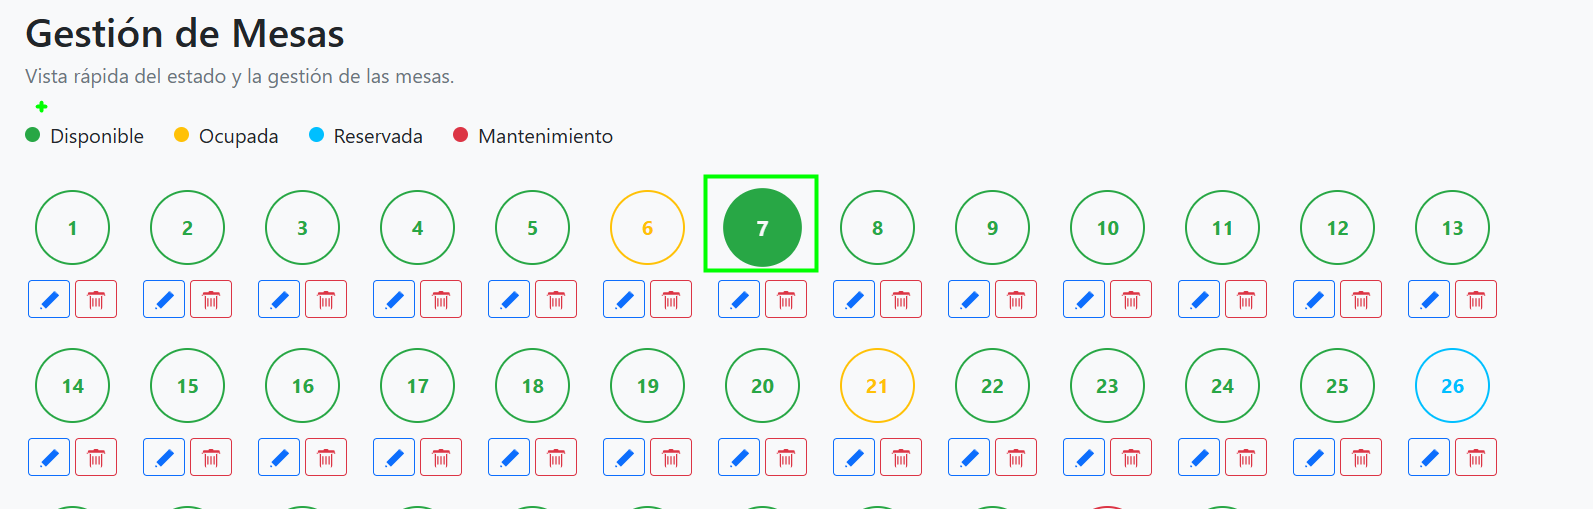 Gestión de Mesas
Vista rápida del estado y la gestión de las mesas.
Disponible Ocupada Reservada Mantenimiento
1 2 3 4 5 6 7 8 9 10 11 12 13
14 15 16 17 18 19 20 21 22 23 24 25 26